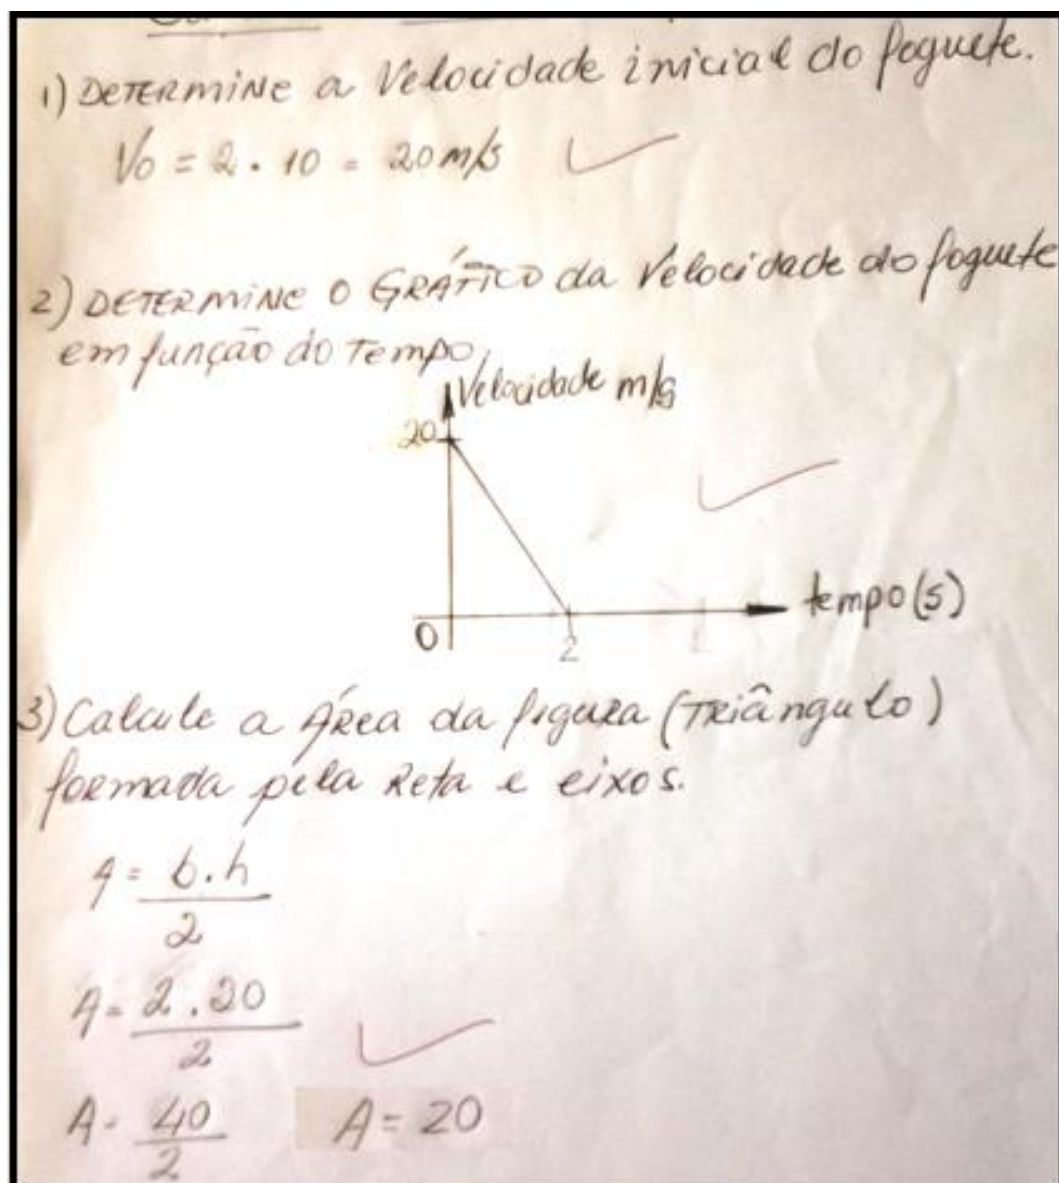 1) DETERMINE a Velocidade inicial do foguete.
Vo = 2 . 10 = 20 m/s
2) DETERMINE O GRÁFICO da Velocidade do foguete
em função do Tempo.
Velocidade m/s
20
tempo (s)
0
2
3) Calcule a ÁRea da figuRa (TRiângulo)
foRmada pela Reta e eixos.
A = b.h
2
A = 2.20
2
A = 40
2
A = 20